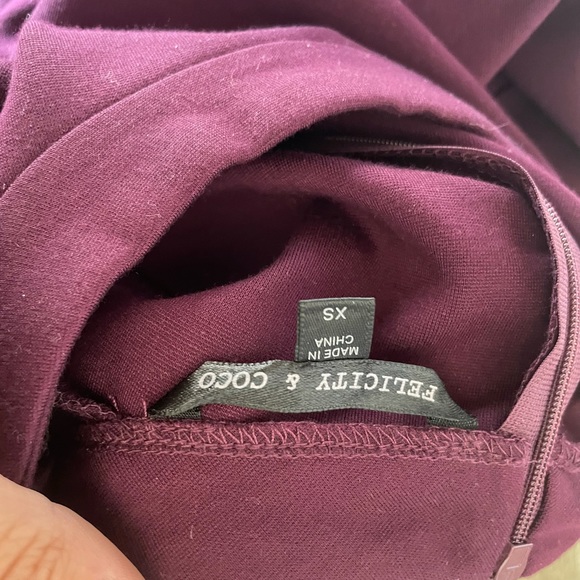 FELICITY & COCO
MADE IN
CHINA
XS